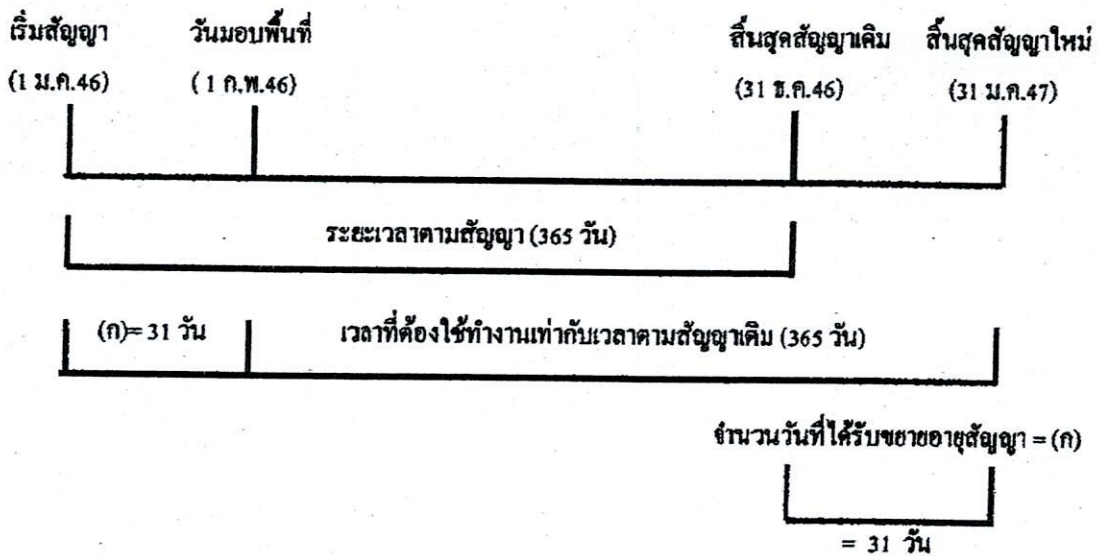 เริ่มสัญญา วันมอบพื้นที่ สิ้นสุดสัญญาเดิม สิ้นสุดสัญญาใหม่
(1 ม.ค.46) ( 1 ก.พ.46) (31 ธ.ค.46) (31 ม.ค.47)
ระยะเวลาตามสัญญา (365 วัน)
(ก)= 31 วัน เวลาที่ต้องใช้ทำงานเท่ากับเวลาตามสัญญาเดิม (365 วัน)
จำนวนวันที่ได้รับขยายอายุสัญญา = (ก)
= 31 วัน